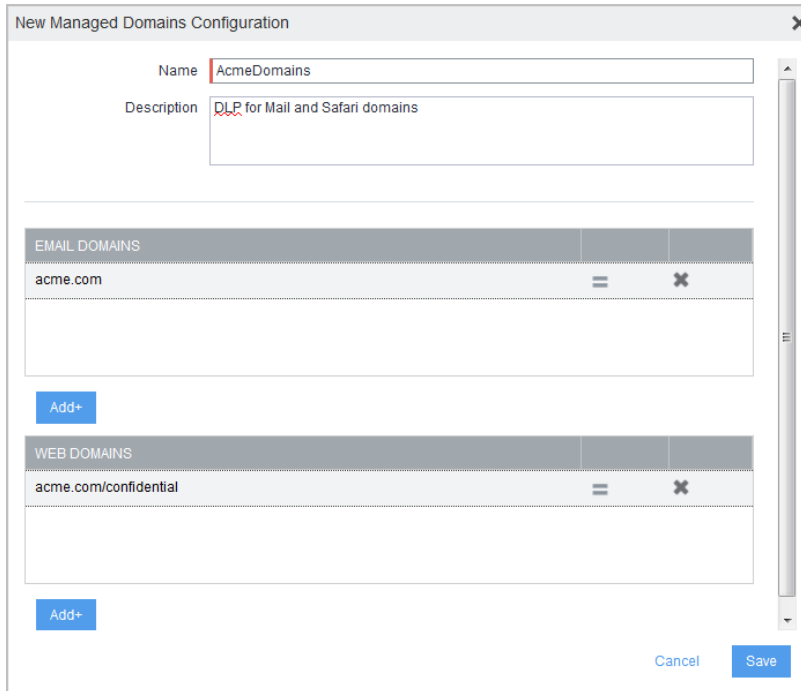 New Managed Domains Configuration
Name AcmeDomains
Description DLP for Mail and Safari domains
EMAIL DOMAINS
acme.com
Add+
WEB DOMAINS
acme.com/confidential
Add+
Cancel Save